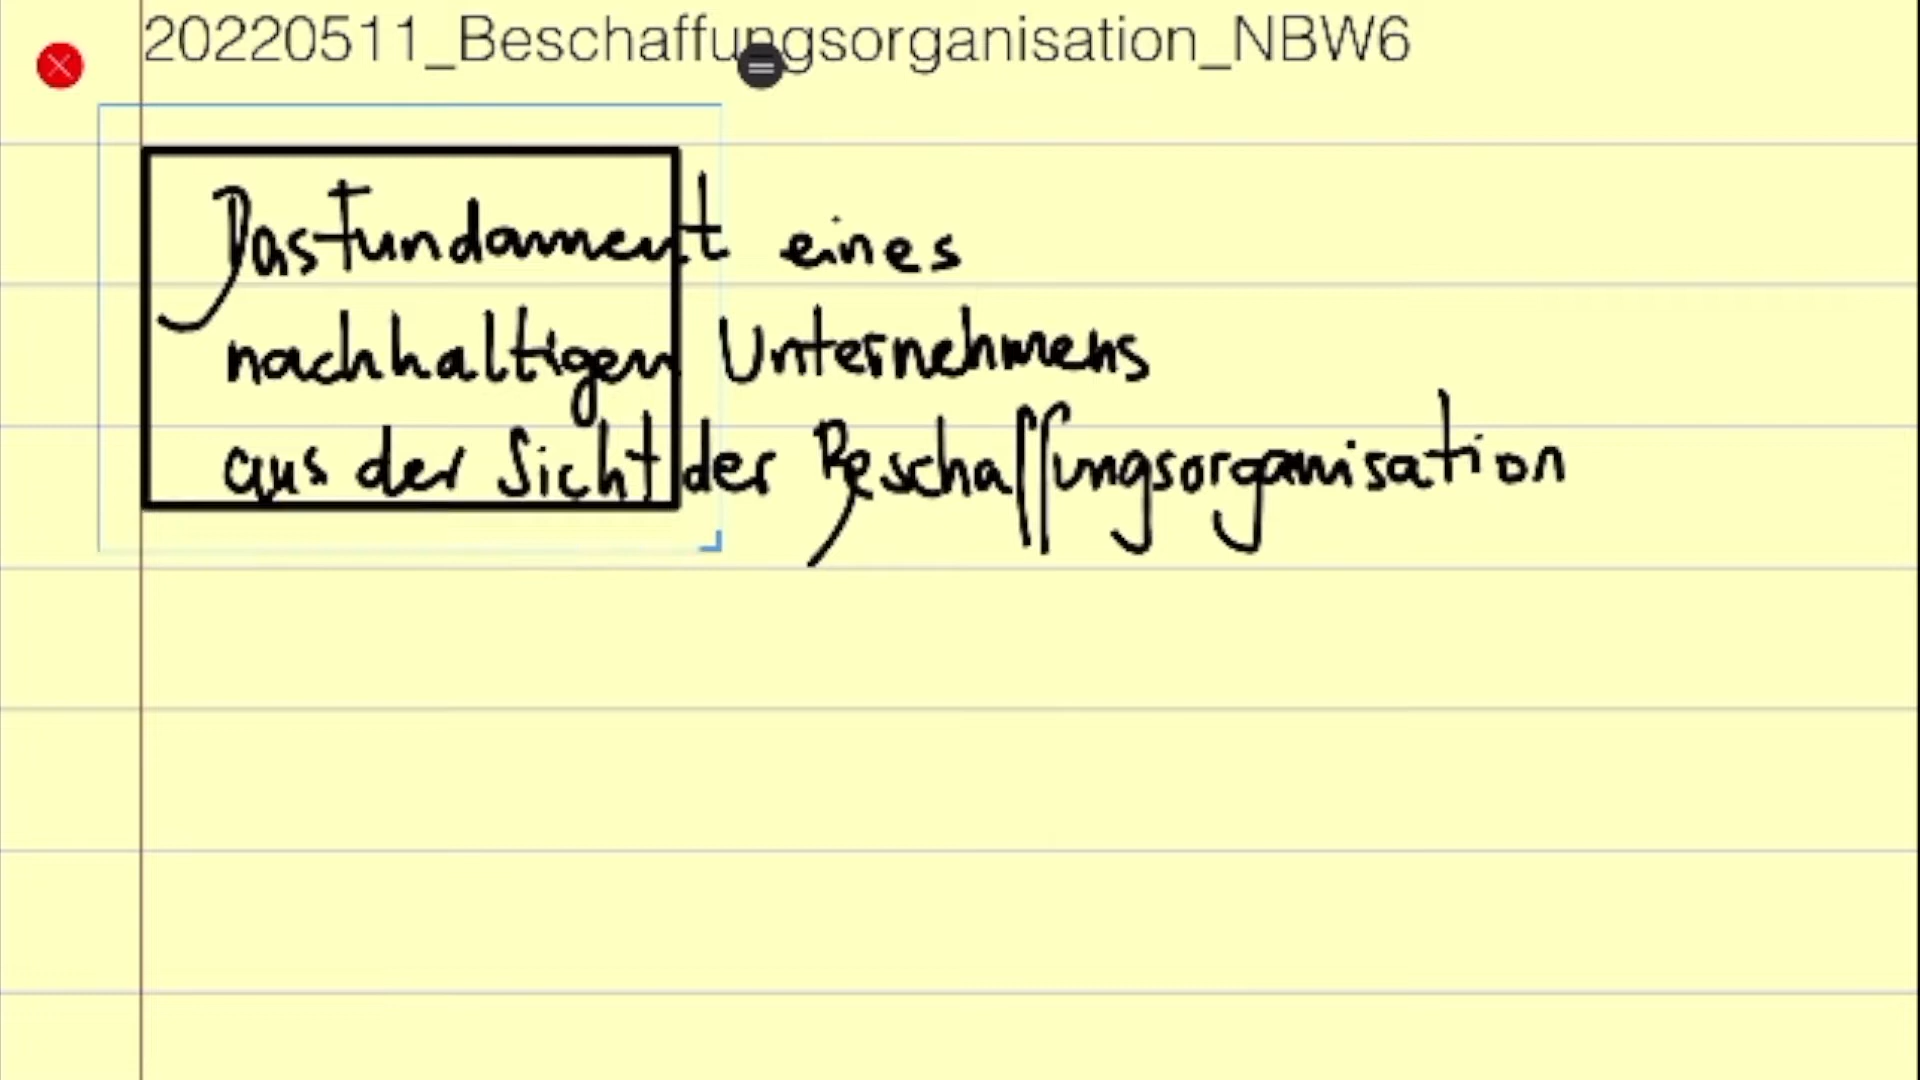 20220511_Beschaffungsorganisation_NBW6
Das Fundament eines
nachhaltigen Unternehmens
aus der Sicht der Beschaffungsorganisation